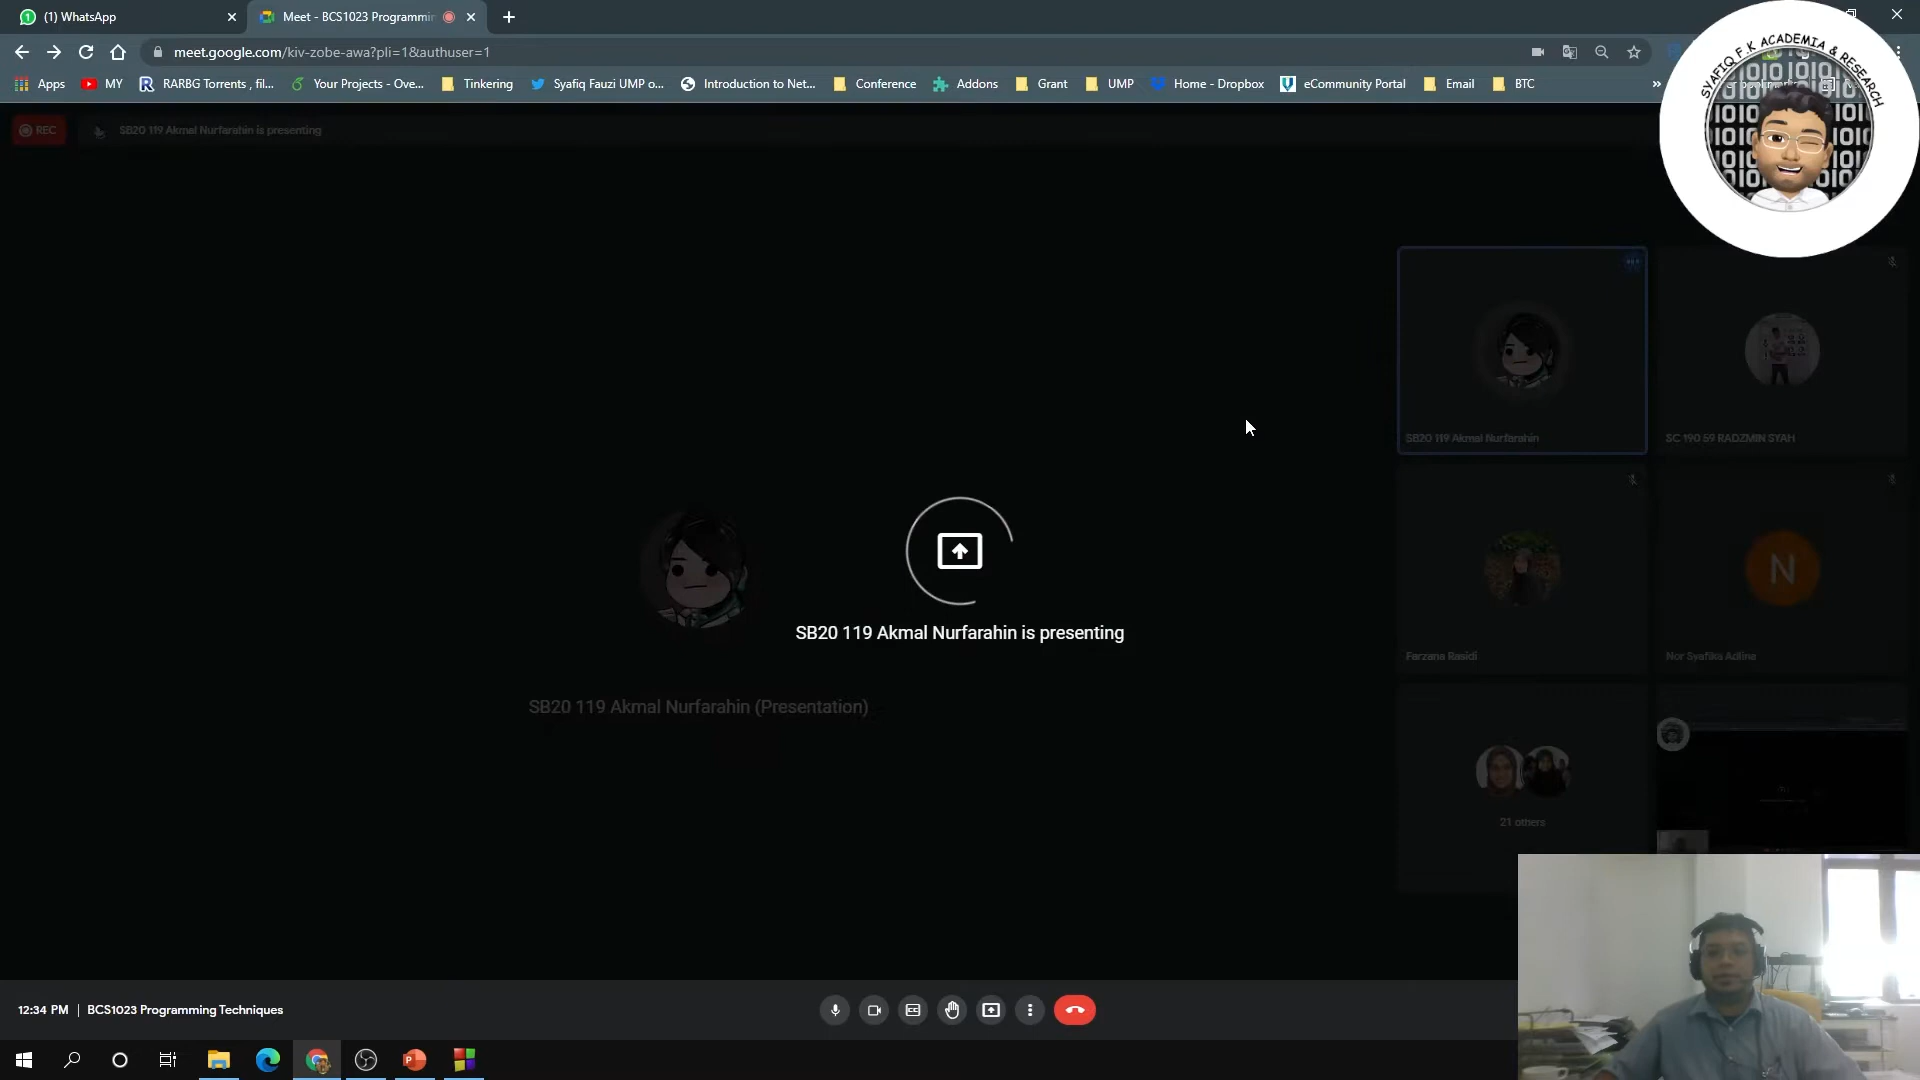 (1) WhatsApp
Meet - BCS1023 Programmin
meet.google.com/kiv-zobe-awa?pli=1&authuser=1
Apps MY RARBG Torrents , fil... Your Projects - Ove... Tinkering Syafiq Fauzi UMP o... Introduction to Net... Conference Addons Grant UMP Home - Dropbox eCommunity Portal Email BTC »
SYAFIQ F.K ACADEMIA & RESEARCH
REC SB20 119 Akmal Nurfarahin is presenting
SB20 119 Akmal Nurfarahin
SC 190 59 RADZMIN SYAH
N
SB20 119 Akmal Nurfarahin is presenting
Farzana Rasidi
Nor Syafika Adlina
SB20 119 Akmal Nurfarahin (Presentation)
21 others
12:34 PM | BCS1023 Programming Techniques